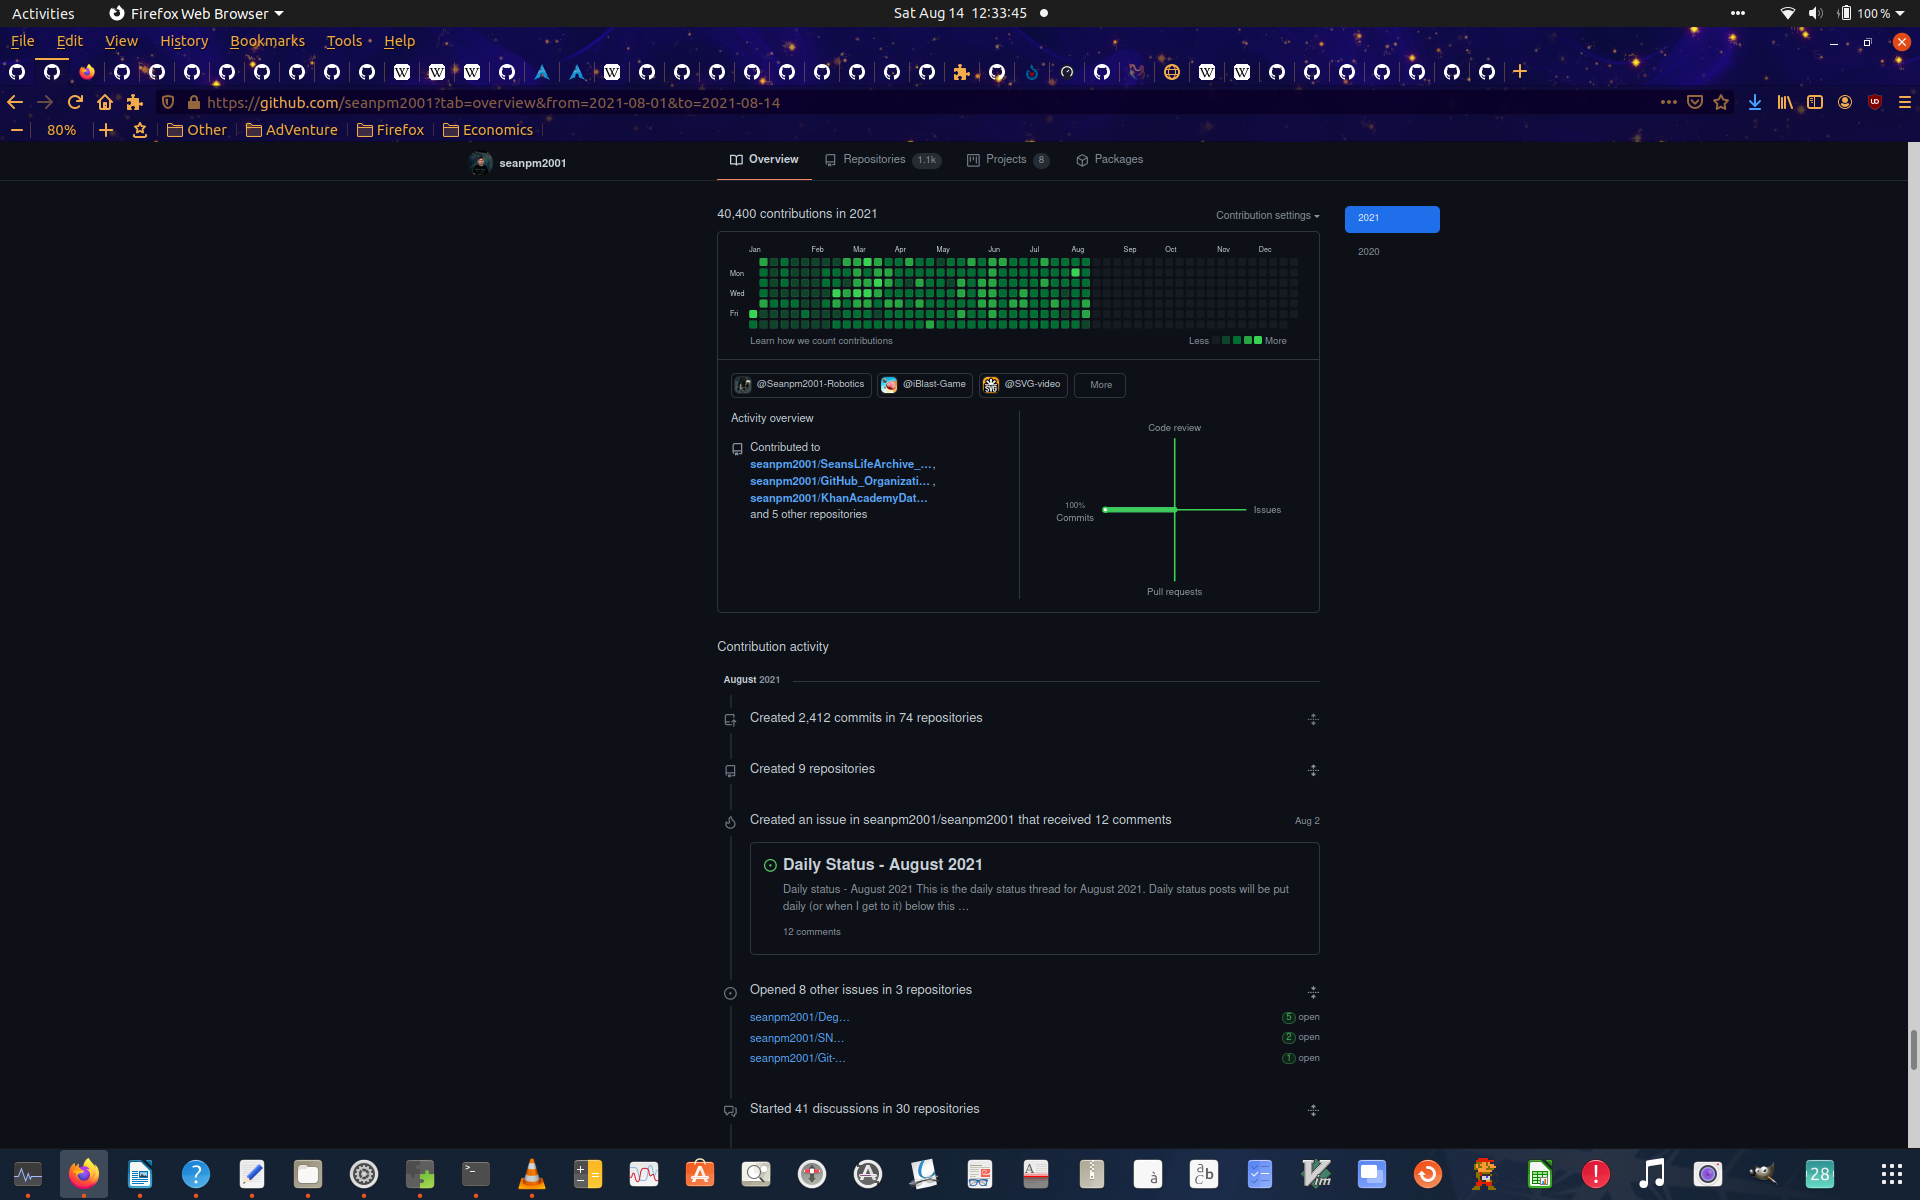 Activities Firefox Web Browser Sat Aug 14 12:33:45 100 %
File Edit View History Bookmarks Tools Help
https://github.com/seanpm2001?tab=overview&from=2021-08-01&to=2021-08-14
80% Other AdVenture Firefox Economics
seanpm2001 Overview Repositories 1.1k Projects 8 Packages
40,400 contributions in 2021 Contribution settings 2021
2020
Jan Feb Mar Apr May Jun Jul Aug Sep Oct Nov Dec
Mon
Wed
Fri
Learn how we count contributions Less More
@Seanpm2001-Robotics @iBlast-Game @SVG-video More
Activity overview
Contributed to
seanpm2001/SeansLifeArchive_…,
seanpm2001/GitHub_Organizati… ,
seanpm2001/KhanAcademyDat…
and 5 other repositories
Code review
100%
Commits
Issues
Pull requests
Contribution activity
August 2021
Created 2,412 commits in 74 repositories
Created 9 repositories
Created an issue in seanpm2001/seanpm2001 that received 12 comments Aug 2
Daily Status - August 2021
Daily status - August 2021 This is the daily status thread for August 2021. Daily status posts will be put
daily (or when I get to it) below this …
12 comments
Opened 8 other issues in 3 repositories
seanpm2001/Deg… 5 open
seanpm2001/SN… 2 open
seanpm2001/Git-… 1 open
Started 41 discussions in 30 repositories
28